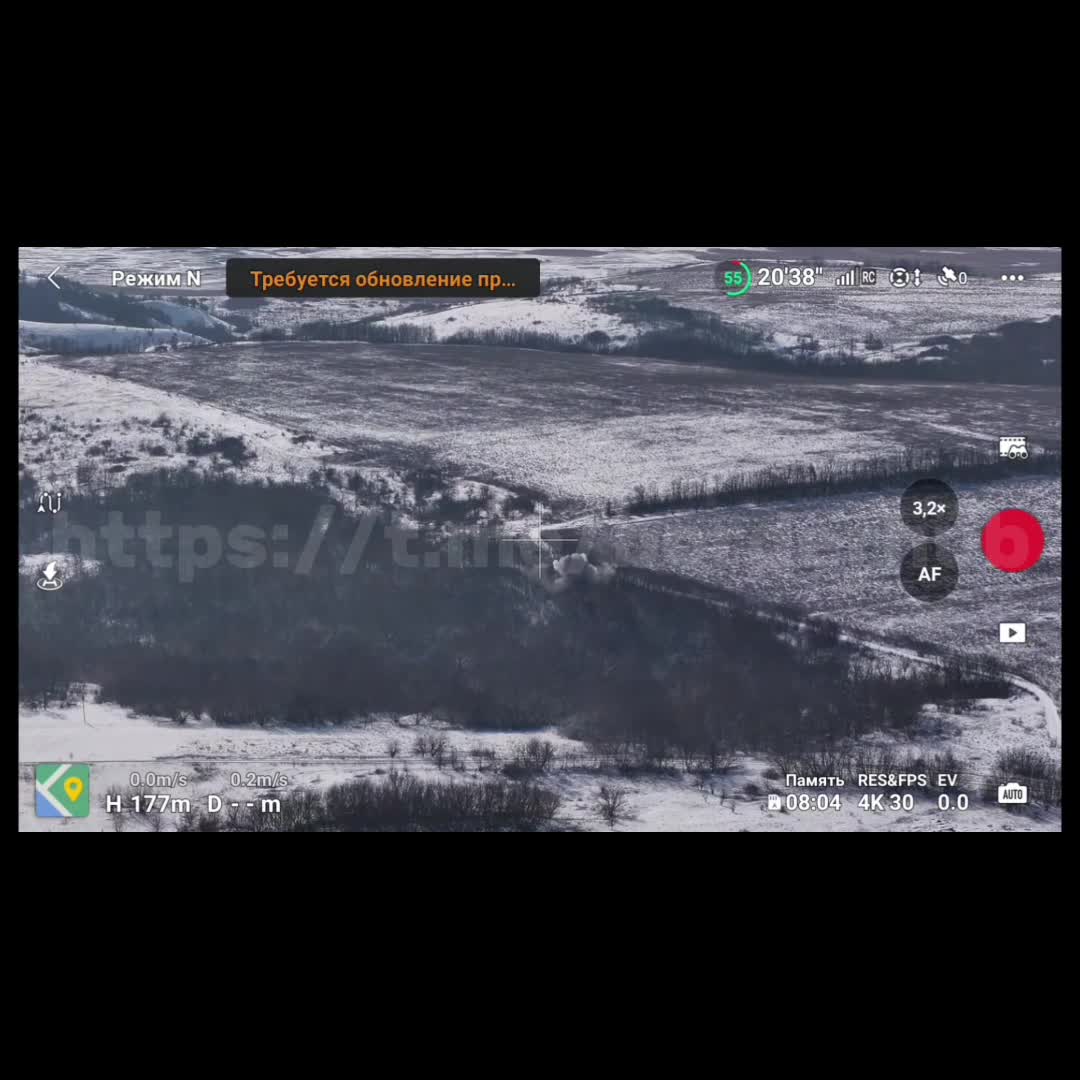 Режим N
Требуется обновление пр...
55
20'38"
RC
0
3,2×
AF
https://t.m
0.0m/s 0.2m/s
H 177m D - - m
Память RES&FPS EV
08:04 4K 30 0.0
AUTO